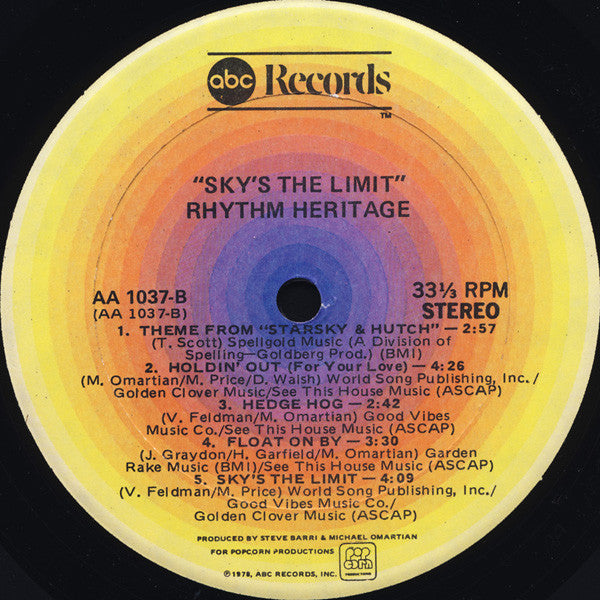 abc Records
TM
"SKY'S THE LIMIT"
RHYTHM HERITAGE
AA 1037-B
(AA 1037-B)
33⅓ RPM
STEREO
1. THEME FROM "STARSKY & HUTCH" — 2:57
(T. Scott) Spellgold Music (A Division of
Spelling—Goldberg Prod.) (BMI)
2. HOLDIN' OUT (For Your Love) — 4:26
(M. Omartian/M. Price/D. Walsh) World Song Publishing, Inc./
Golden Clover Music/See This House Music (ASCAP)
3. HEDGE HOG — 2:42
(V. Feldman/M. Omartian) Good Vibes
Music Co./See This House Music (ASCAP)
4. FLOAT ON BY — 3:30
(J. Graydon/H. Garfield/M. Omartian) Garden
Rake Music (BMI)/See This House Music (ASCAP)
5. SKY'S THE LIMIT — 4:09
(V. Feldman/M. Price) World Song Publishing, Inc./
Good Vibes Music Co./
Golden Clover Music (ASCAP)
PRODUCED BY STEVE BARRI & MICHAEL OMARTIAN
FOR POPCORN PRODUCTIONS
POP
CORN
PRODUCTIONS
℗1978, ABC RECORDS, INC.